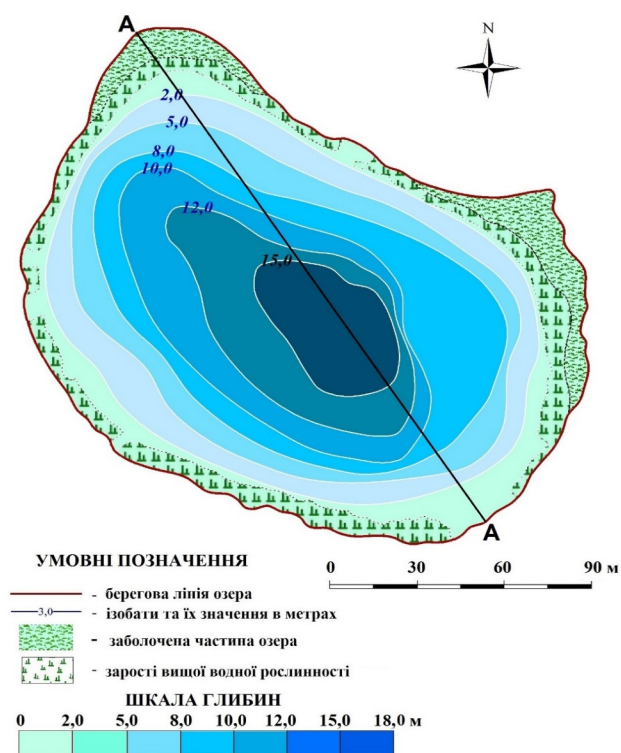 A
N
2,0
5,0
8,0
10,0
12,0
15,0
A
УМОВНІ ПОЗНАЧЕННЯ
0 30 60 90 м
- берегова лінія озера
3,0 - ізобати та їх значення в метрах
- заболочена частина озера
- зарості вищої водної рослинності
ШКАЛА ГЛИБИН
0 2,0 5,0 8,0 10,0 12,0 15,0 18,0 м